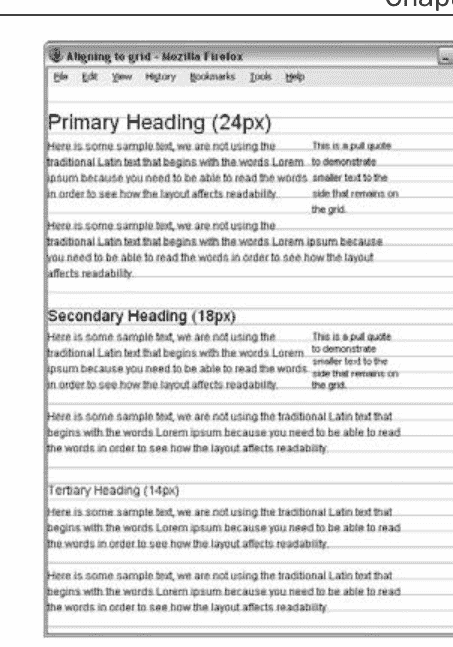 Chap
Aligning to grid - Mozilla Firefox
File Edit View History Bookmarks Tools Help
Primary Heading (24px)
Here is some sample text, we are not using the
traditional Latin text that begins with the words Lorem
ipsum because you need to be able to read the words
in order to see how the layout affects readability.
This is a pull quote
to demonstrate
smaller text to the
side that remains on
the grid.
Here is some sample text, we are not using the
traditional Latin text that begins with the words Lorem ipsum because
you need to be able to read the words in order to see how the layout
affects readability.
Secondary Heading (18px)
Here is some sample text, we are not using the
traditional Latin text that begins with the words Lorem
ipsum because you need to be able to read the words
in order to see how the layout affects readability.
This is a pull quote
to demonstrate
smaller text to the
side that remains on
the grid.
Here is some sample text, we are not using the traditional Latin text that
begins with the words Lorem ipsum because you need to be able to read
the words in order to see how the layout affects readability.
Tertiary Heading (14px)
Here is some sample text, we are not using the traditional Latin text that
begins with the words Lorem ipsum because you need to be able to read
the words in order to see how the layout affects readability.
Here is some sample text, we are not using the traditional Latin text that
begins with the words Lorem ipsum because you need to be able to read
the words in order to see how the layout affects readability.